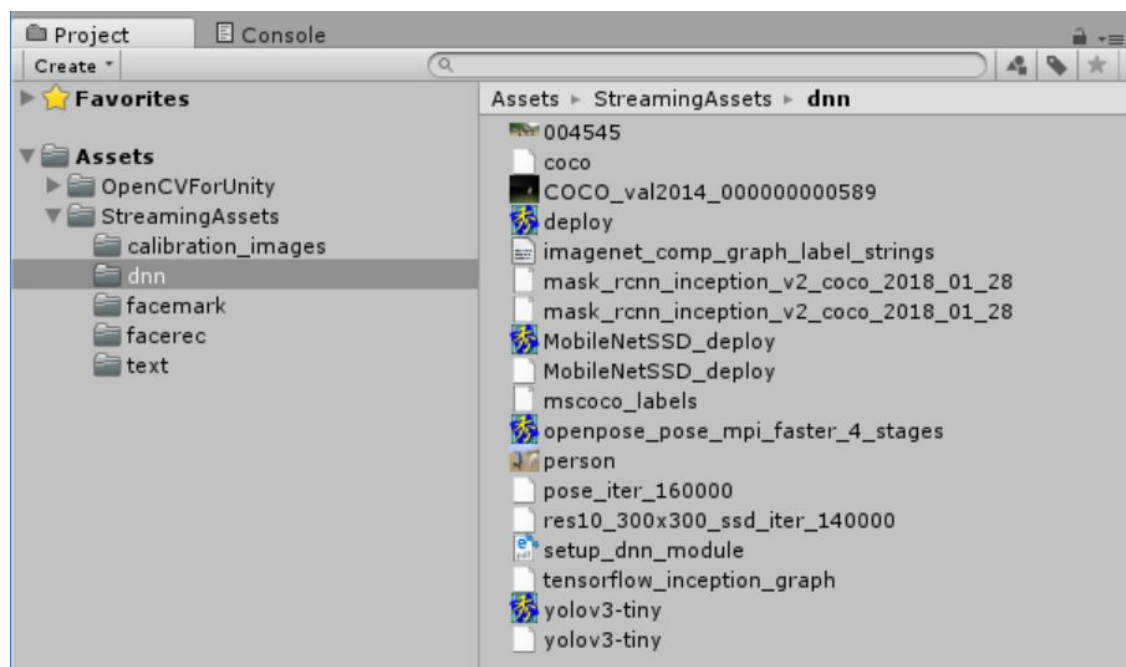 Project
Console
Create
Favorites
Assets
OpenCVForUnity
StreamingAssets
calibration_images
dnn
facemark
facerec
text
Assets StreamingAssets dnn
004545
coco
COCO_val2014_000000000589
deploy
imagenet_comp_graph_label_strings
mask_rcnn_inception_v2_coco_2018_01_28
mask_rcnn_inception_v2_coco_2018_01_28
MobileNetSSD_deploy
MobileNetSSD_deploy
mscoco_labels
openpose_pose_mpi_faster_4_stages
person
pose_iter_160000
res10_300x300_ssd_iter_140000
setup_dnn_module
tensorflow_inception_graph
yolov3-tiny
yolov3-tiny